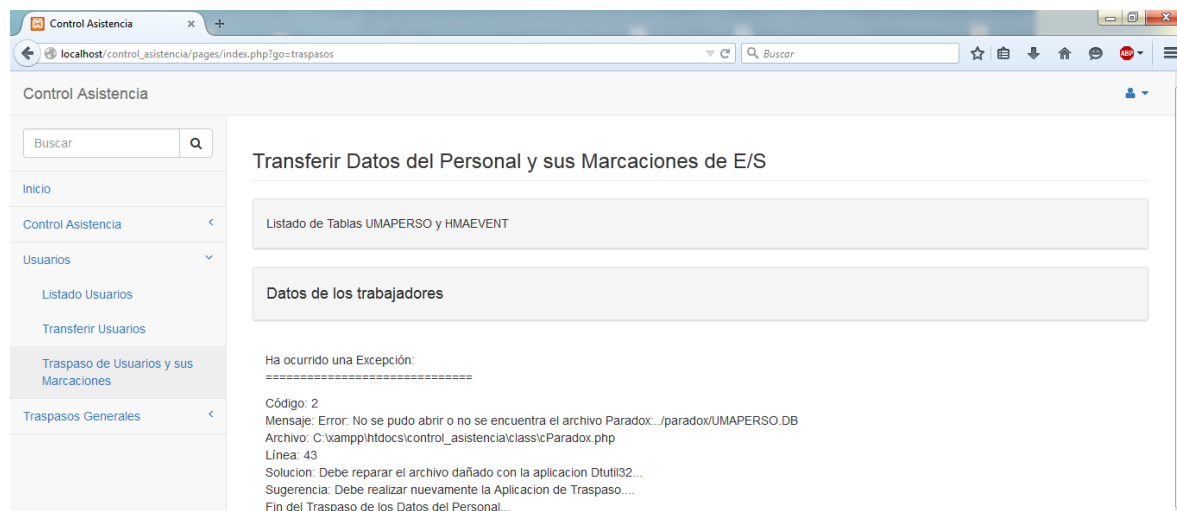 Control Asistencia
localhost/control_asistencia/pages/index.php?go=traspasos
Buscar
ABP
Control Asistencia
Buscar
Inicio
Control Asistencia
Usuarios
Listado Usuarios
Transferir Usuarios
Traspaso de Usuarios y sus
Marcaciones
Traspasos Generales
Transferir Datos del Personal y sus Marcaciones de E/S
Listado de Tablas UMAPERSO y HMAEVENT
Datos de los trabajadores
Ha ocurrido una Excepción:
==============================
Código: 2
Mensaje: Error: No se pudo abrir o no se encuentra el archivo Paradox:../paradox/UMAPERSO.DB
Archivo: C:\xampp\htdocs\control_asistencia\class\cParadox.php
Línea: 43
Solucion: Debe reparar el archivo dañado con la aplicacion Dtutil32...
Sugerencia: Debe realizar nuevamente la Aplicacion de Traspaso....
Fin del Traspaso de los Datos del Personal...